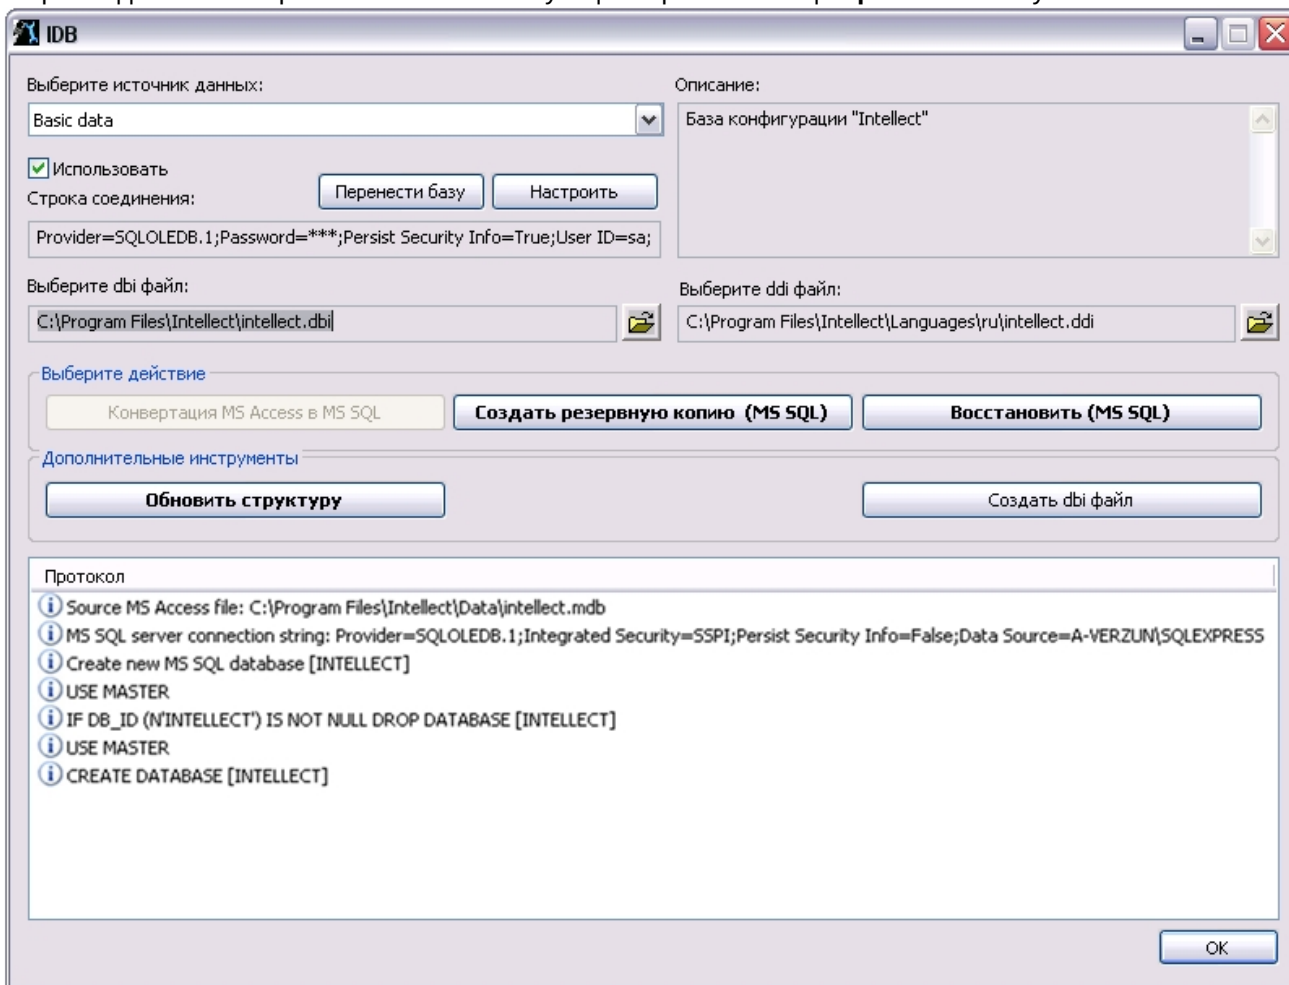 IDB
Выберите источник данных:
Описание:
Basic data
База конфигурации "Intellect"
Использовать
Строка соединения:
Перенести базу
Настроить
Provider=SQLOLEDB.1;Password=***;Persist Security Info=True;User ID=sa;
Выберите dbi файл:
Выберите ddi файл:
C:\Program Files\Intellect\intellect.dbi
C:\Program Files\Intellect\Languages\ru\intellect.ddi
Выберите действие
Конвертация MS Access в MS SQL
Создать резервную копию (MS SQL)
Восстановить (MS SQL)
Дополнительные инструменты
Обновить структуру
Создать dbi файл
Протокол
Source MS Access file: C:\Program Files\Intellect\Data\intellect.mdb
MS SQL server connection string: Provider=SQLOLEDB.1;Integrated Security=SSPI;Persist Security Info=False;Data Source=A-VERZUN\SQLEXPRESS
Create new MS SQL database [INTELLECT]
USE MASTER
IF DB_ID (N'INTELLECT') IS NOT NULL DROP DATABASE [INTELLECT]
USE MASTER
CREATE DATABASE [INTELLECT]
OK